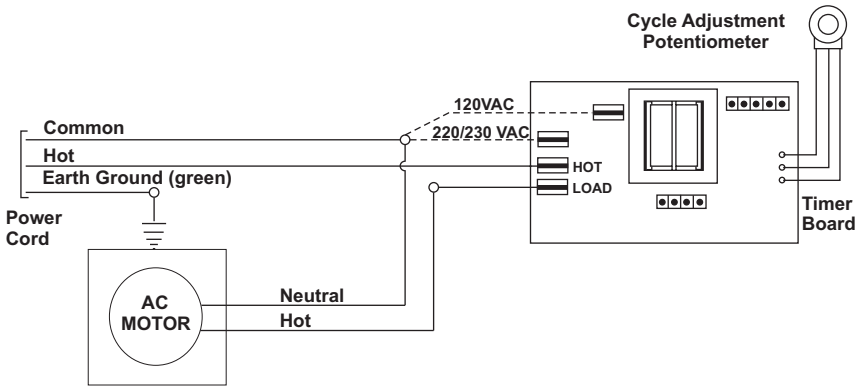 Cycle Adjustment
Potentiometer
120VAC
Common
220/230 VAC
Hot
HOT
Earth Ground (green)
LOAD
Power
Cord
Timer
Board
Neutral
AC
MOTOR
Hot